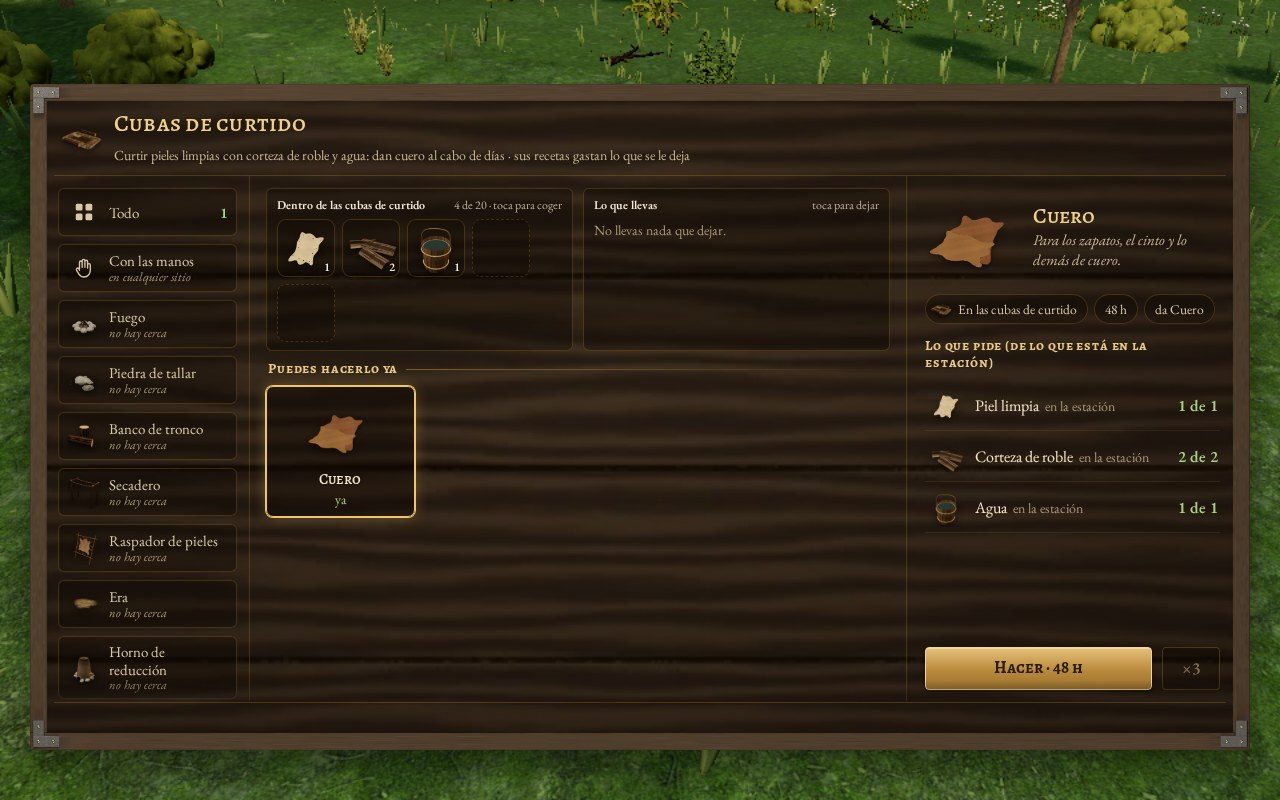 Cubas de curtido
Curtir pieles limpias con corteza de roble y agua: dan cuero al cabo de días · sus recetas gastan lo que se le deja
Todo 1
Con las manos
en cualquier sitio
Fuego
no hay cerca
Piedra de tallar
no hay cerca
Banco de tronco
no hay cerca
Secadero
no hay cerca
Raspador de pieles
no hay cerca
Era
no hay cerca
Horno de
reducción
no hay cerca
Dentro de las cubas de curtido 4 de 20 · toca para coger
1 2 1
Lo que llevas toca para dejar
No llevas nada que dejar.
Puedes hacerlo ya
Cuero
ya
Cuero
Para los zapatos, el cinto y lo
demás de cuero.
En las cubas de curtido 48 h da Cuero
Lo que pide (de lo que está en la
estación)
Piel limpia en la estación 1 de 1
Corteza de roble en la estación 2 de 2
Agua en la estación 1 de 1
Hacer · 48 h ×3